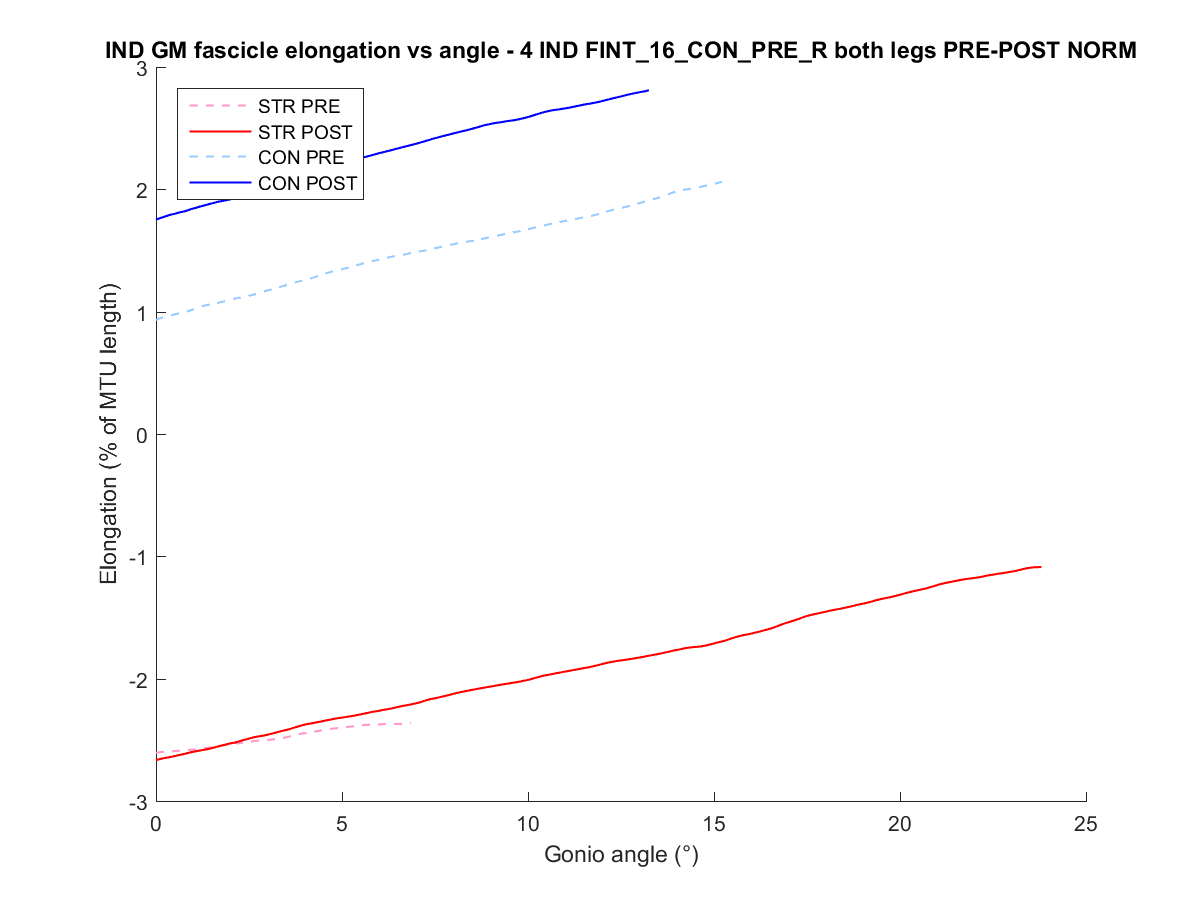 IND GM fascicle elongation vs angle - 4 IND FINT_16_CON_PRE_R both legs PRE-POST NORM
3
2
1
0
-1
-2
-3
Elongation (% of MTU length)
STR PRE
STR POST
CON PRE
CON POST
0
5
10
15
20
25
Gonio angle (°)